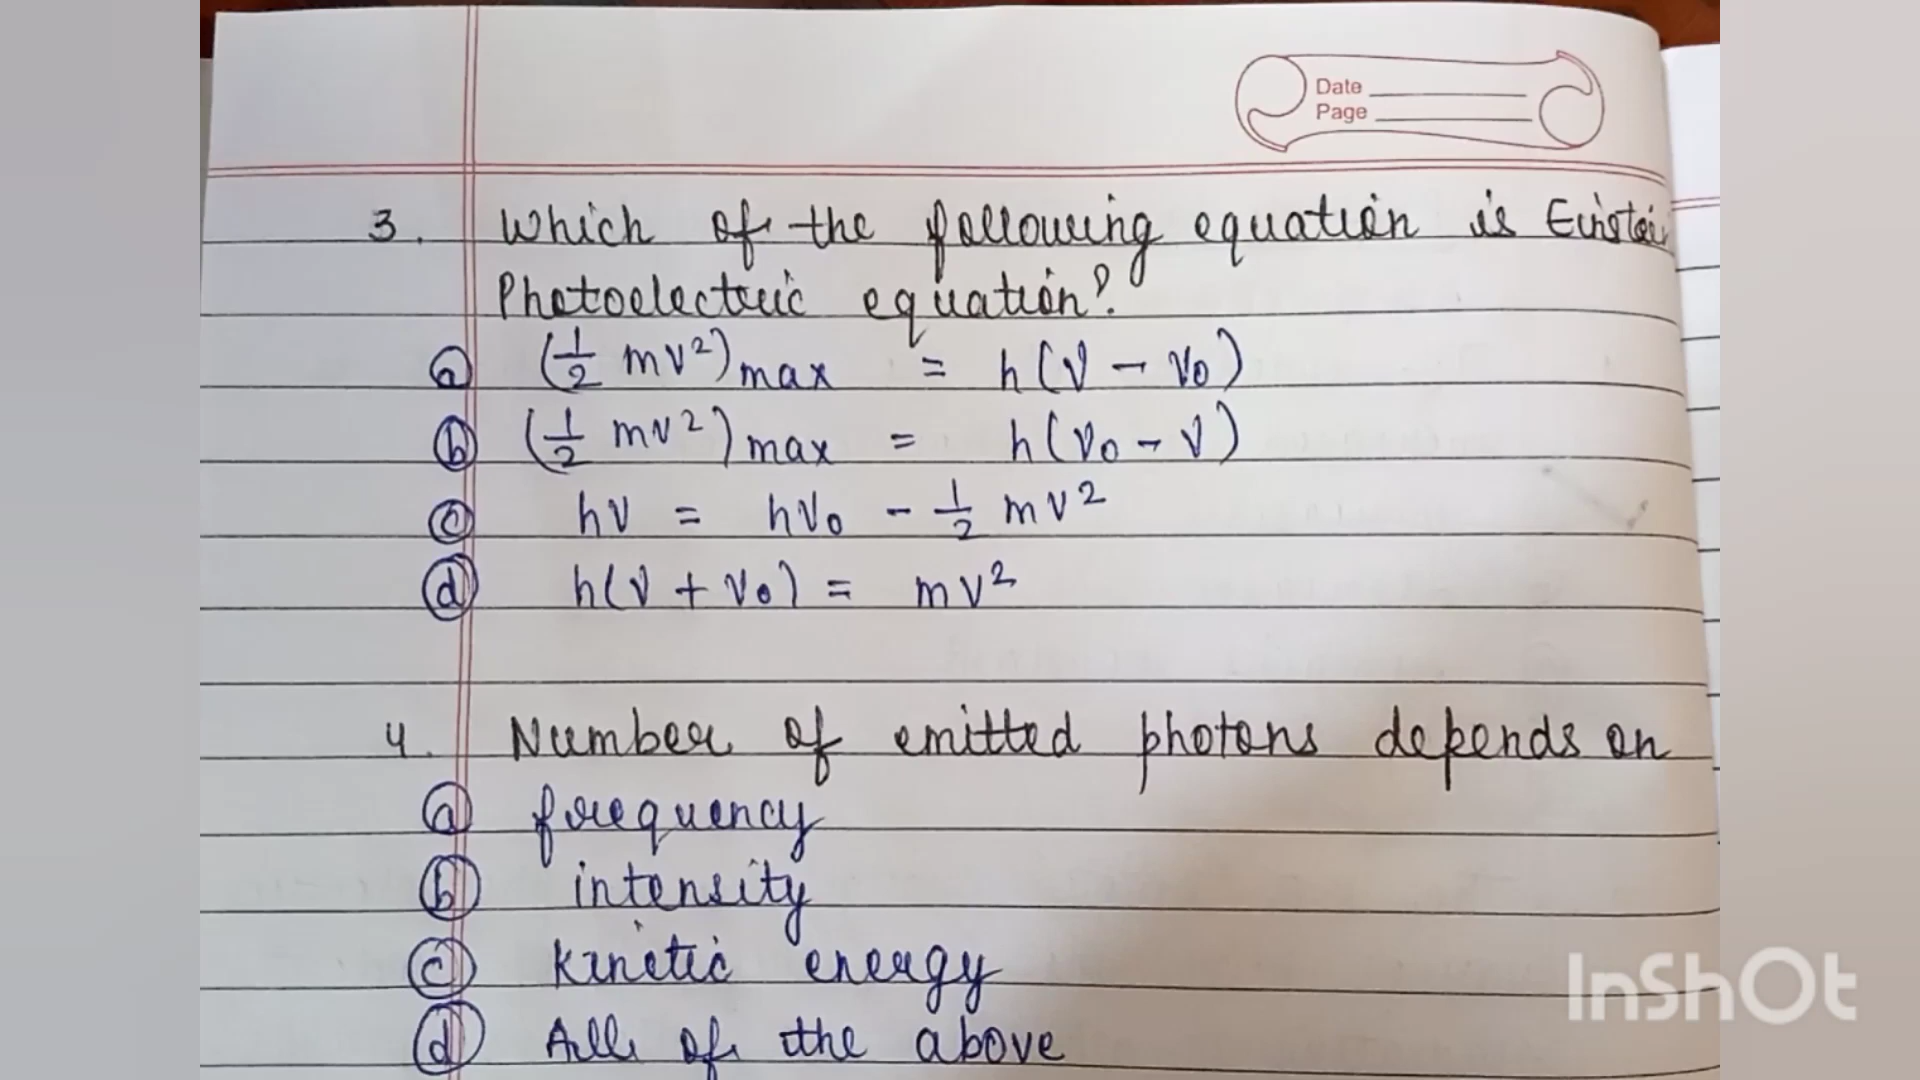 Date
Page
3. Which of the following equation is Einstein
Photoelectric equation?
(a) (1/2 mv²)max = h(ν - ν₀)
(b) (1/2 mv²)max = h(ν₀ - ν)
(c) hν = hν₀ - 1/2 mv²
(d) h(ν + ν₀) = mv²
4. Number of emitted photons depends on
(a) frequency
(b) intensity
(c) kinetic energy
(d) All of the above
InShOt